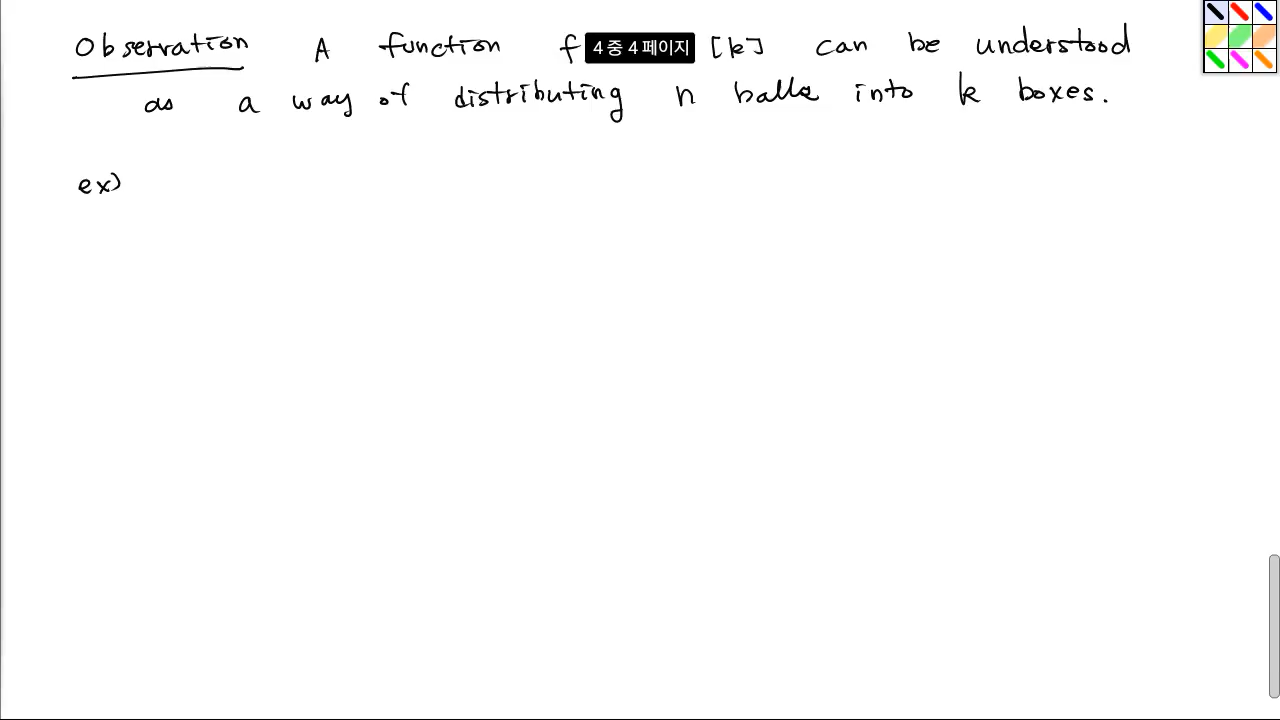 Observation A function f 4 중 4 페이지 [k] can be understood
as a way of distributing n balls into k boxes.
ex)